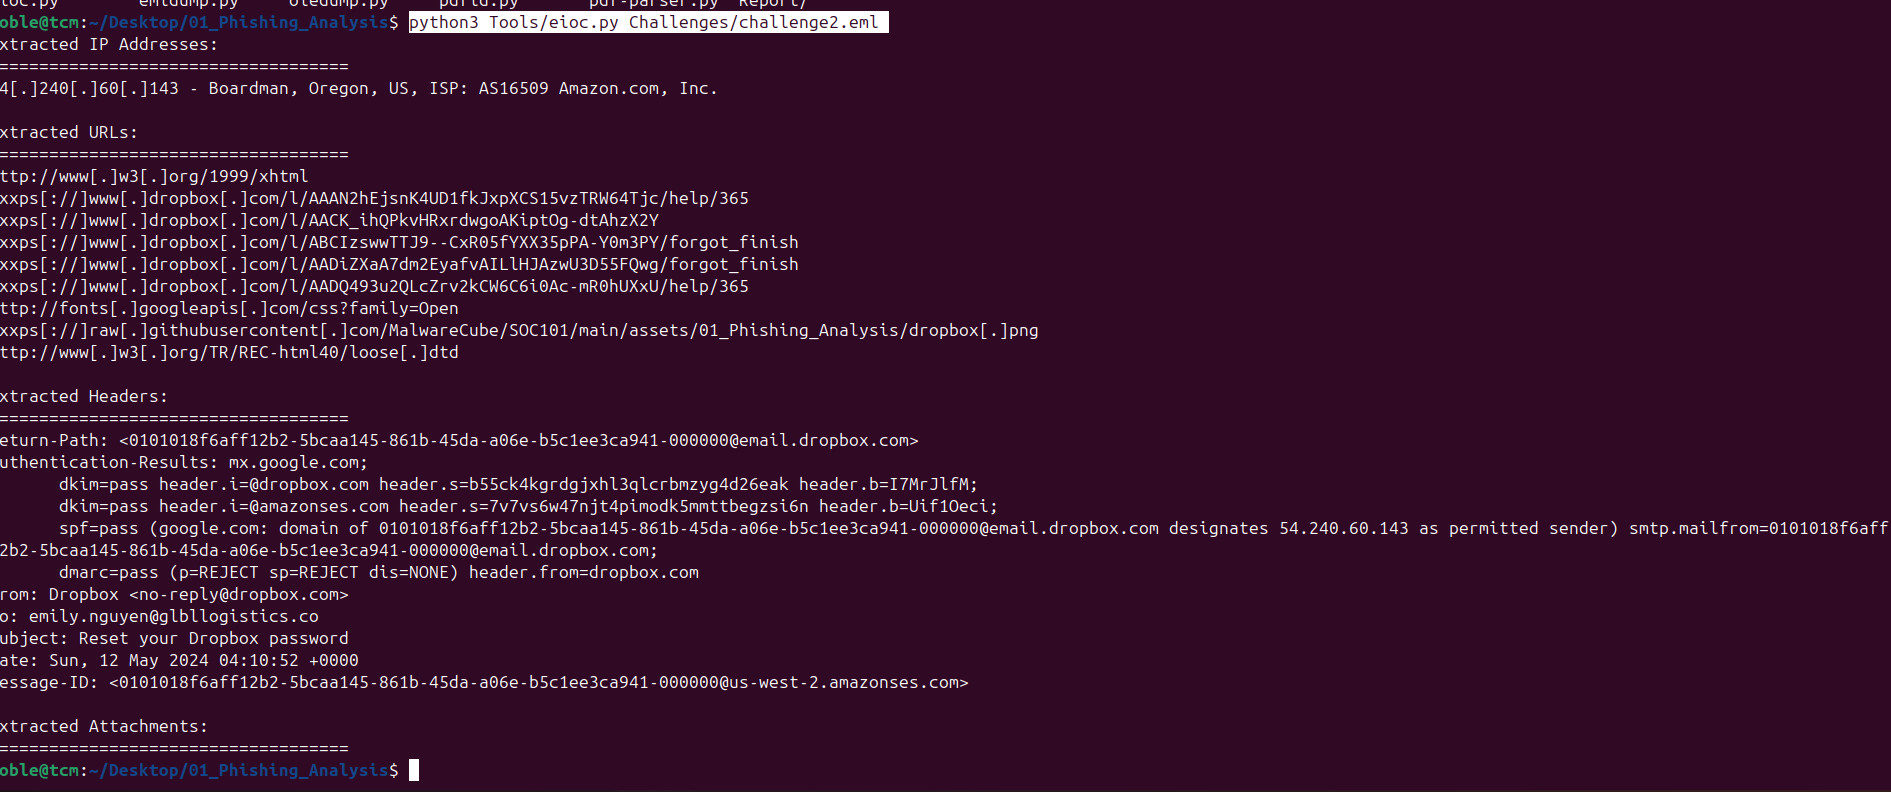 ioc.py emldump.py oledump.py pdfid.py pdf-parser.py Report/
oble@tcm:~/Desktop/01_Phishing_Analysis$ python3 Tools/eioc.py Challenges/challenge2.eml
xtracted IP Addresses:
===================================
4[.]240[.]60[.]143 - Boardman, Oregon, US, ISP: AS16509 Amazon.com, Inc.
xtracted URLs:
===================================
ttp://www[.]w3[.]org/1999/xhtml
xxps[://]www[.]dropbox[.]com/l/AAAN2hEjsnK4UD1fkJxpXCS15vzTRW64Tjc/help/365
xxps[://]www[.]dropbox[.]com/l/AACK_ihQPkvHRxrdwgoAKiptOg-dtAhzX2Y
xxps[://]www[.]dropbox[.]com/l/ABCIzswwTTJ9--CxR05fYXX35pPA-Y0m3PY/forgot_finish
xxps[://]www[.]dropbox[.]com/l/AADiZXaA7dm2EyafvAILlHJAzwU3D55FQwg/forgot_finish
xxps[://]www[.]dropbox[.]com/l/AADQ493u2QLcZrv2kCW6C6i0Ac-mR0hUXxU/help/365
ttp://fonts[.]googleapis[.]com/css?family=Open
xxps[://]raw[.]githubusercontent[.]com/MalwareCube/SOC101/main/assets/01_Phishing_Analysis/dropbox[.]png
ttp://www[.]w3[.]org/TR/REC-html40/loose[.]dtd
xtracted Headers:
===================================
eturn-Path: <0101018f6aff12b2-5bcaa145-861b-45da-a06e-b5c1ee3ca941-000000@email.dropbox.com>
uthentication-Results: mx.google.com;
dkim=pass header.i=@dropbox.com header.s=b55ck4kgrdgjxhl3qlcrbmzyg4d26eak header.b=I7MrJlfM;
dkim=pass header.i=@amazonses.com header.s=7v7vs6w47njt4pimodk5mmttbegzsi6n header.b=Uif1Oeci;
spf=pass (google.com: domain of 0101018f6aff12b2-5bcaa145-861b-45da-a06e-b5c1ee3ca941-000000@email.dropbox.com designates 54.240.60.143 as permitted sender) smtp.mailfrom=0101018f6aff
2b2-5bcaa145-861b-45da-a06e-b5c1ee3ca941-000000@email.dropbox.com;
dmarc=pass (p=REJECT sp=REJECT dis=NONE) header.from=dropbox.com
rom: Dropbox <no-reply@dropbox.com>
o: emily.nguyen@glbllogistics.co
ubject: Reset your Dropbox password
ate: Sun, 12 May 2024 04:10:52 +0000
essage-ID: <0101018f6aff12b2-5bcaa145-861b-45da-a06e-b5c1ee3ca941-000000@us-west-2.amazonses.com>
xtracted Attachments:
===================================
oble@tcm:~/Desktop/01_Phishing_Analysis$